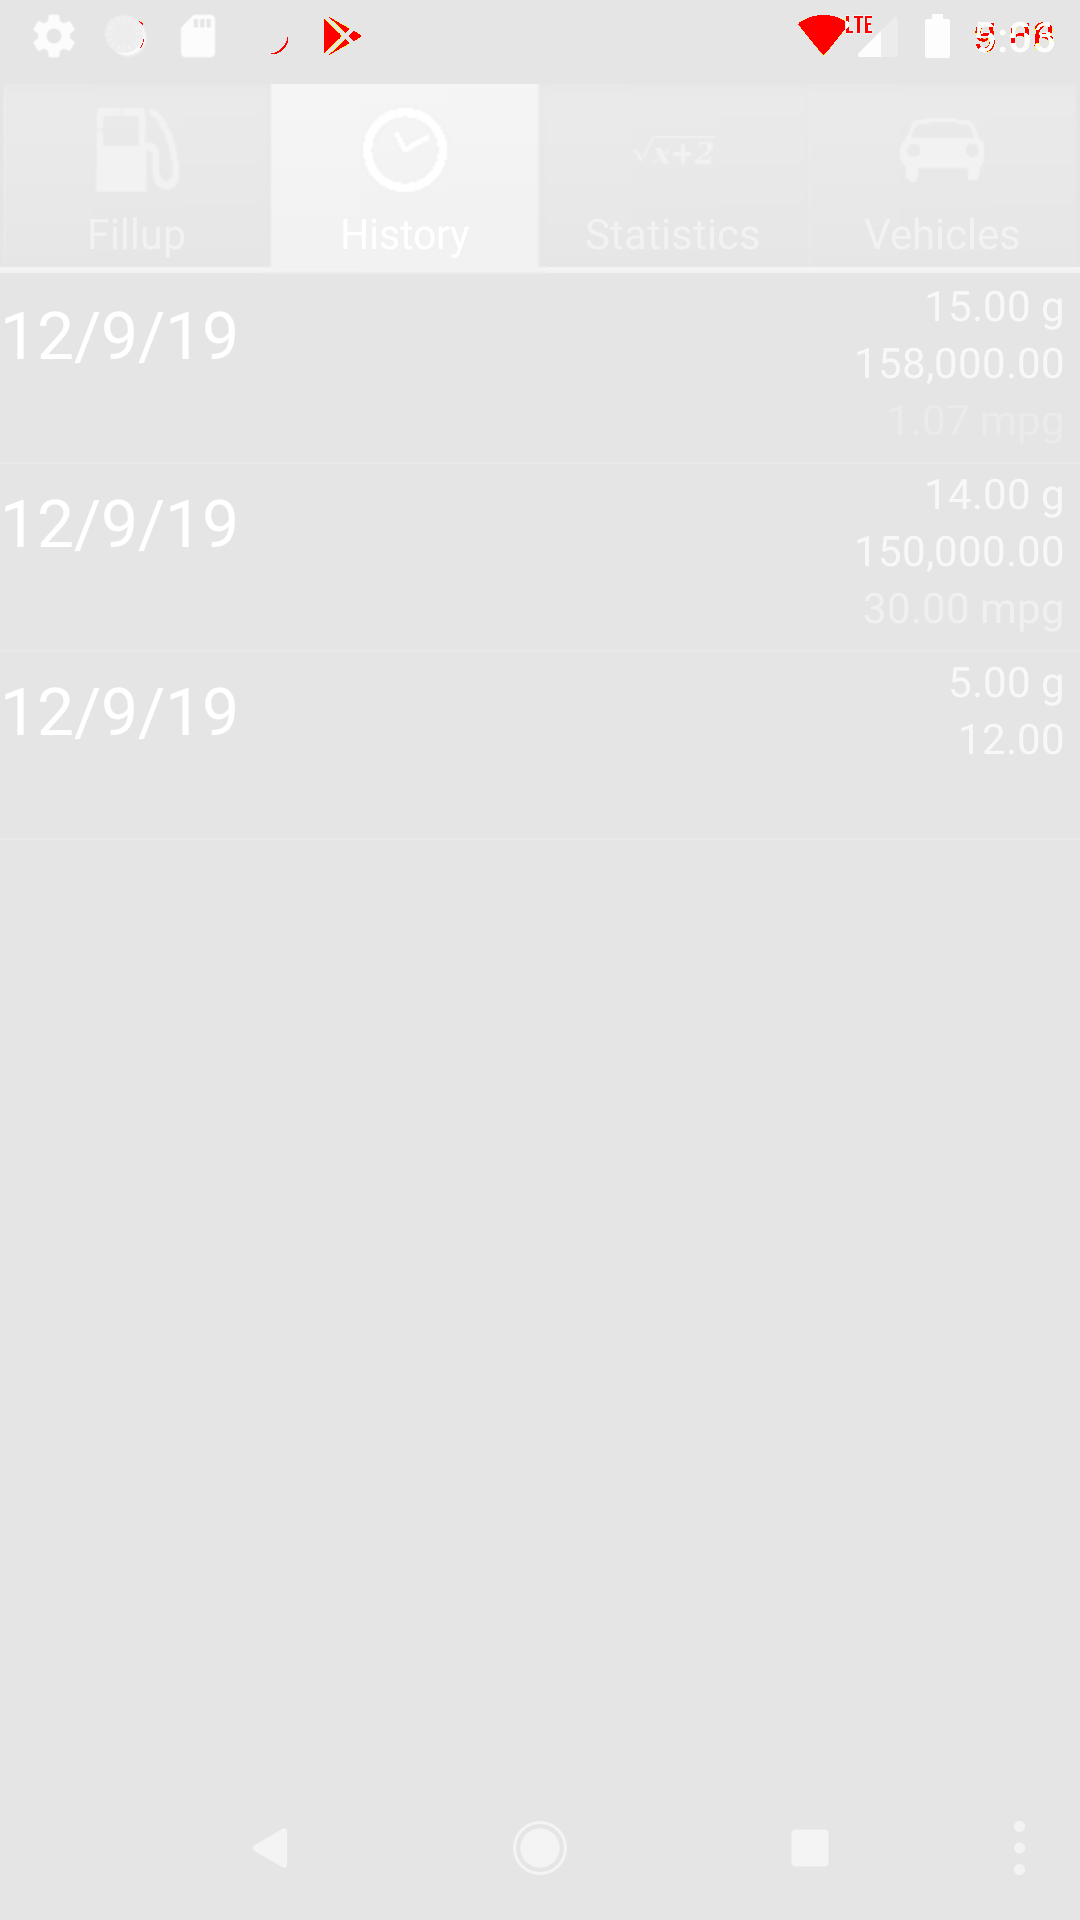 LTE
Fillup
History
√x+2
Statistics
Vehicles
12/9/19
15.00 g
158,000.00
1.07 mpg
12/9/19
14.00 g
150,000.00
30.00 mpg
12/9/19
5.00 g
12.00